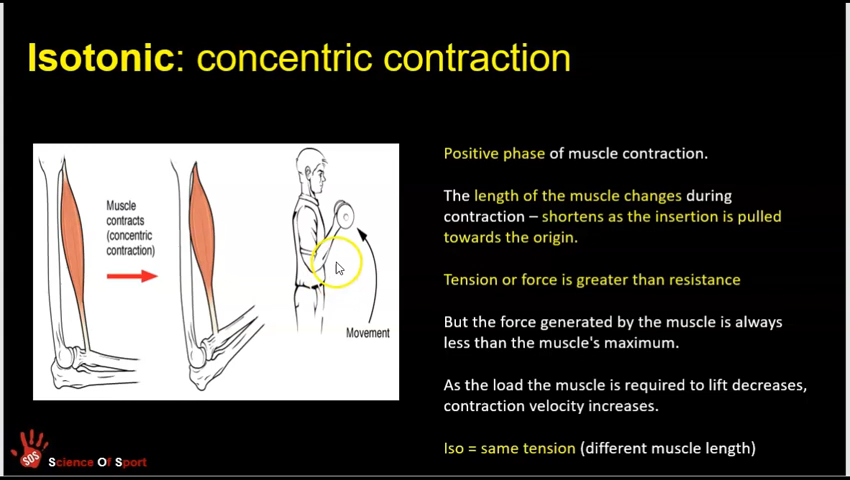 Isotonic: concentric contraction
Muscle
contracts
(concentric
contraction)
Movement
Positive phase of muscle contraction.
The length of the muscle changes during
contraction – shortens as the insertion is pulled
towards the origin.
Tension or force is greater than resistance
But the force generated by the muscle is always
less than the muscle's maximum.
As the load the muscle is required to lift decreases,
contraction velocity increases.
Iso = same tension (different muscle length)
SOS
Science Of Sport